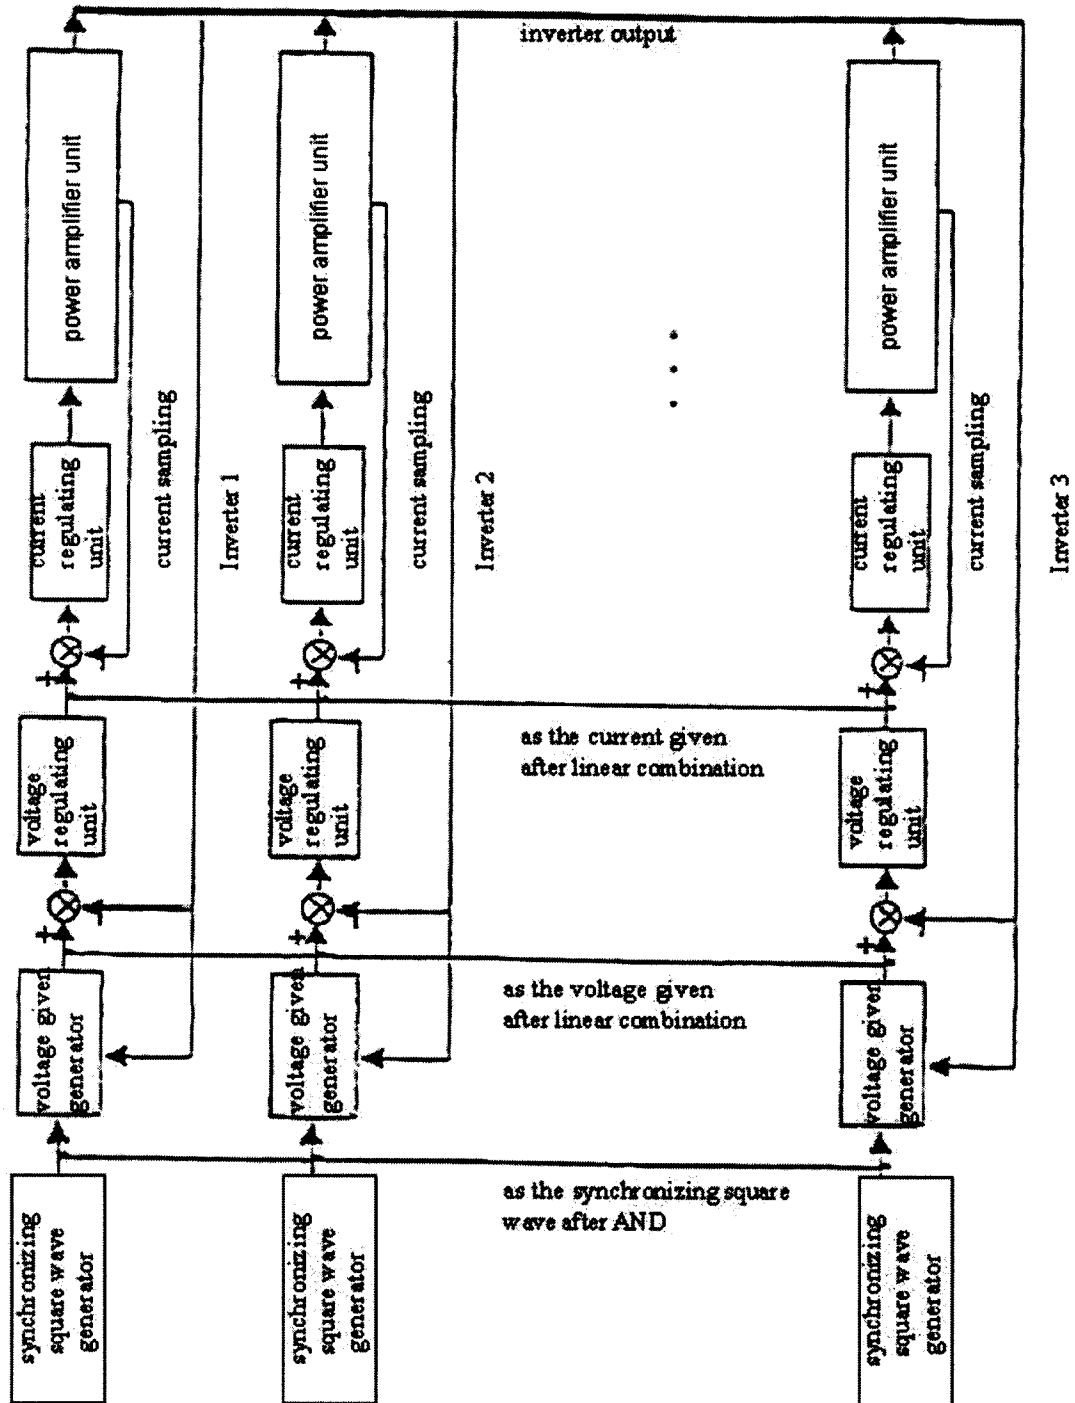 inverter output
power amplifier unit
power amplifier unit
power amplifier unit
current sampling
current sampling
current sampling
current
regulating
unit
current
regulating
unit
current
regulating
unit
Inverter 1
Inverter 2
Inverter 3
+
-
+
-
+
-
as the current given
after linear combination
voltage
regulating
unit
voltage
regulating
unit
voltage
regulating
unit
+
-
+
-
+
-
as the voltage given
after linear combination
voltage given
generator
voltage given
generator
voltage given
generator
as the synchronizing square
wave after AND
synchronizing
square wave
generator
synchronizing
square wave
generator
synchronizing
square wave
generator